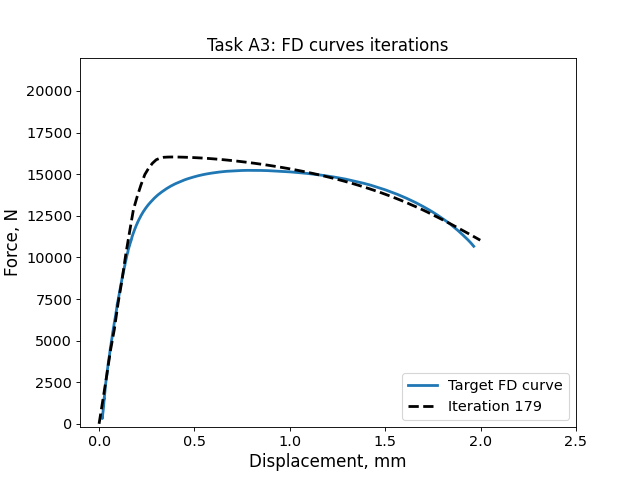 Task A3: FD curves iterations
Force, N
20000
17500
15000
12500
10000
7500
5000
2500
0
0.0 0.5 1.0 1.5 2.0 2.5
Displacement, mm
Target FD curve
Iteration 179